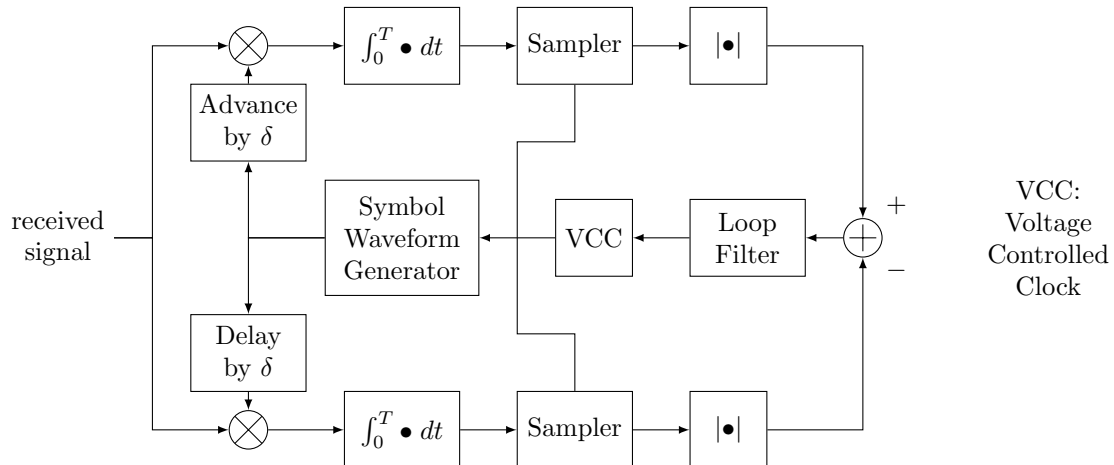 ∫₀ᵀ • dt
Sampler
|•|
Advance
by δ
received
signal
Symbol
Waveform
Generator
VCC
Loop
Filter
+
−
VCC:
Voltage
Controlled
Clock
Delay
by δ
∫₀ᵀ • dt
Sampler
|•|